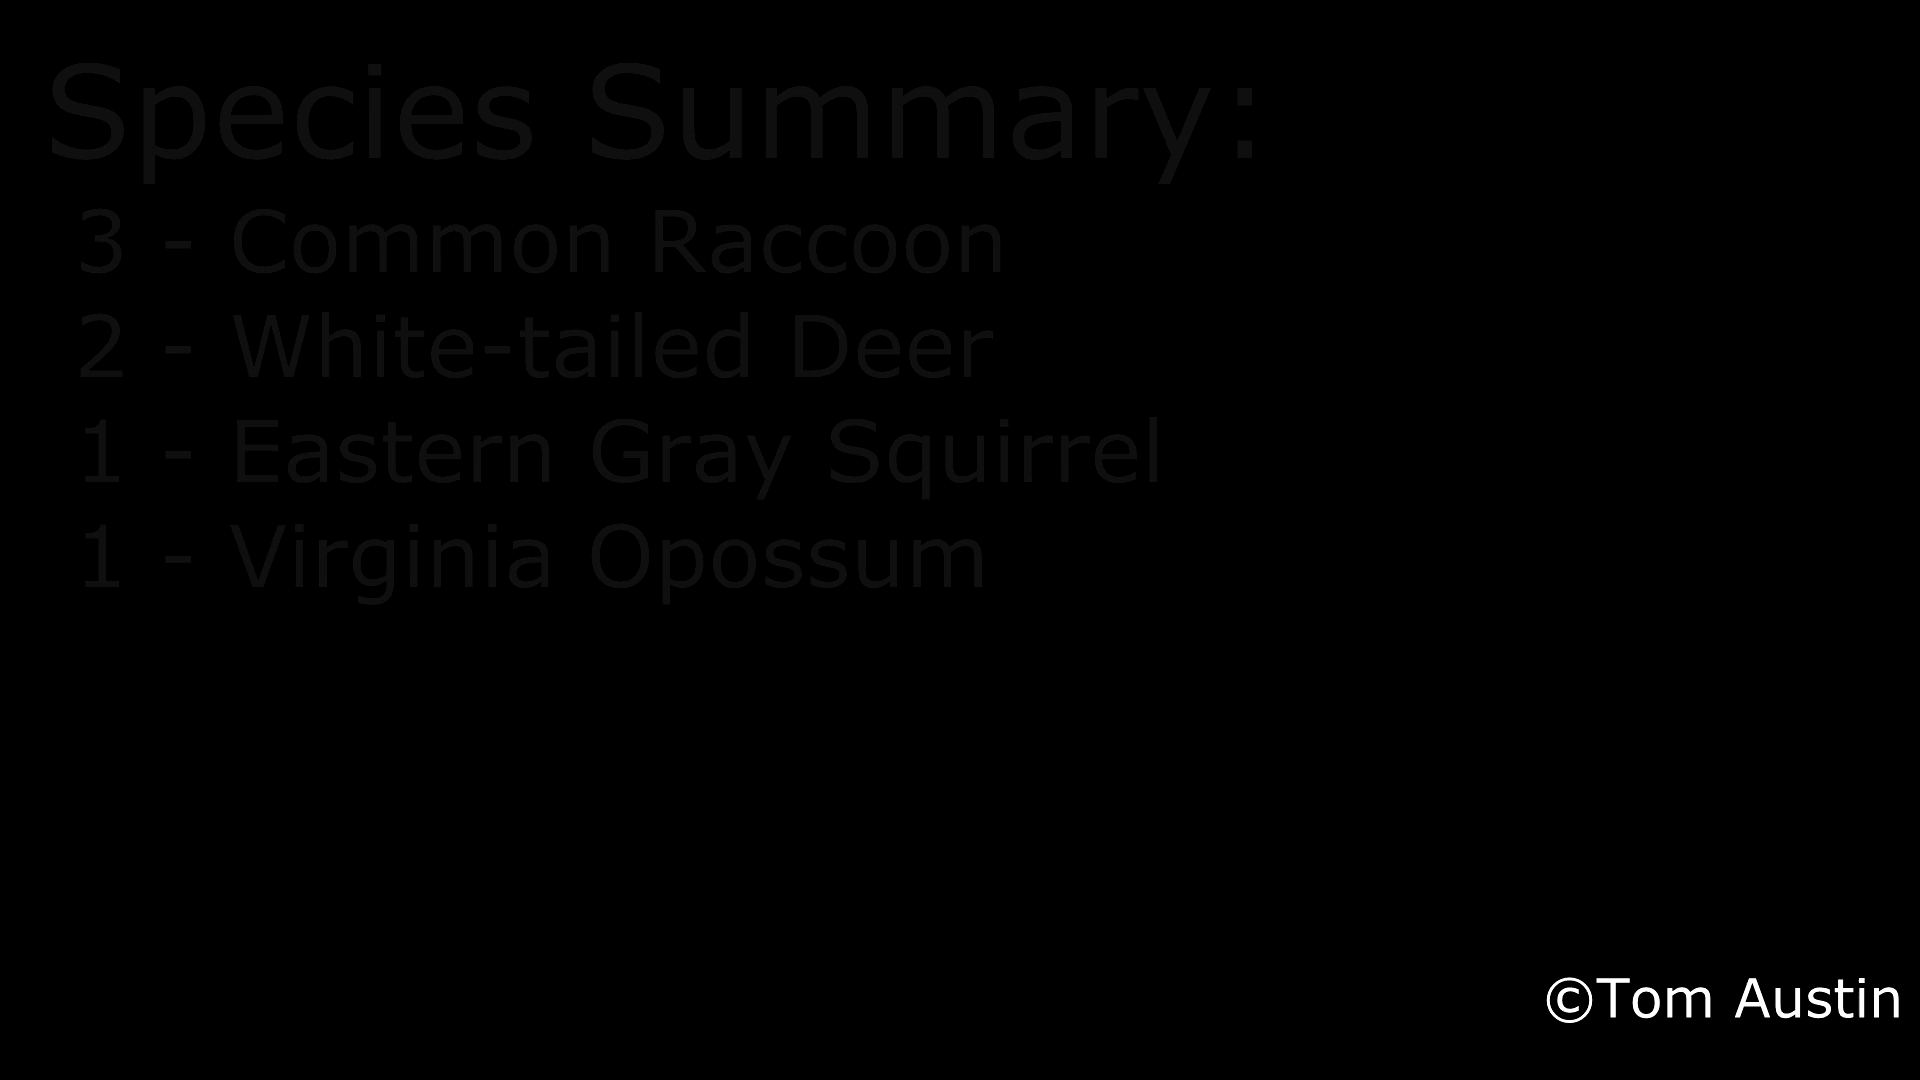 Species Summary:
3 - Common Raccoon
2 - White-tailed Deer
1 - Eastern Gray Squirrel
1 - Virginia Opossum
©Tom Austin